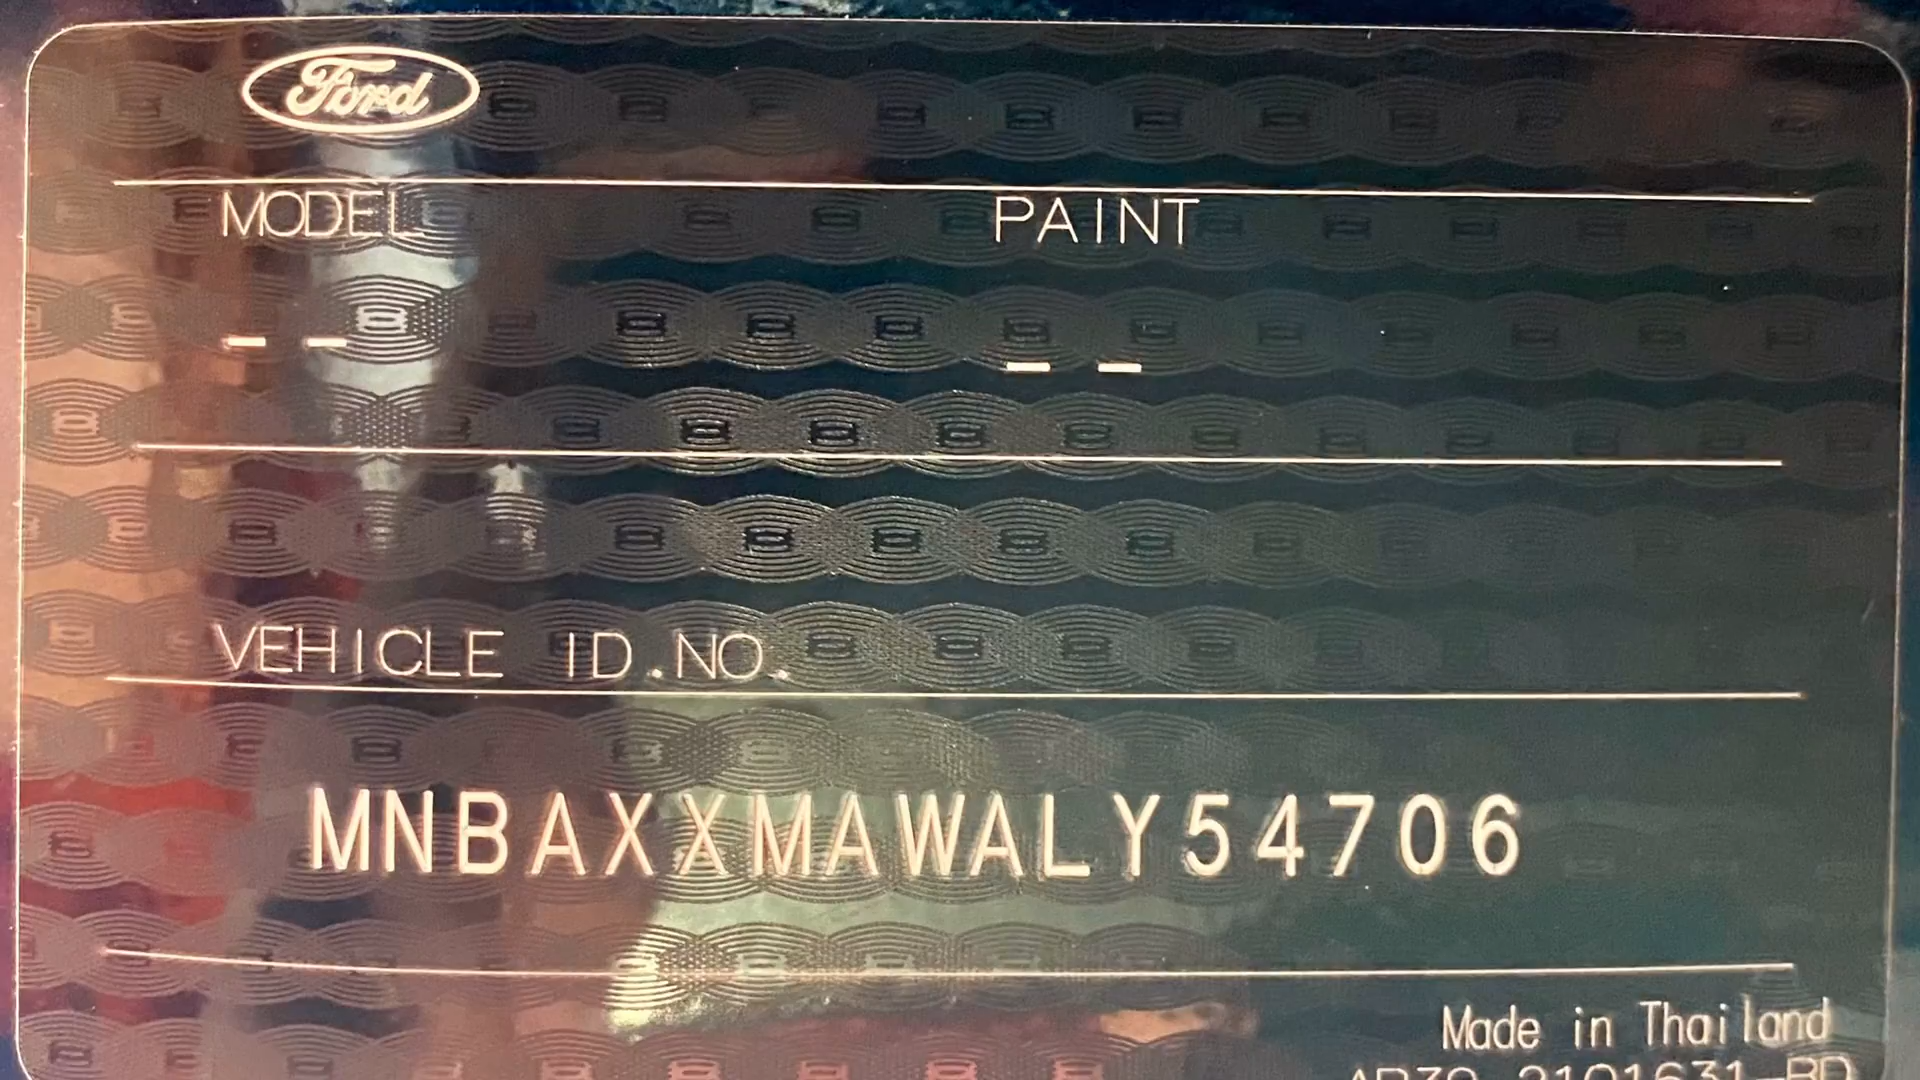 Ford
MODEL PAINT
– – – –
VEHICLE ID.NO.
MNBAXXMAWALY54706
Made in Thailand